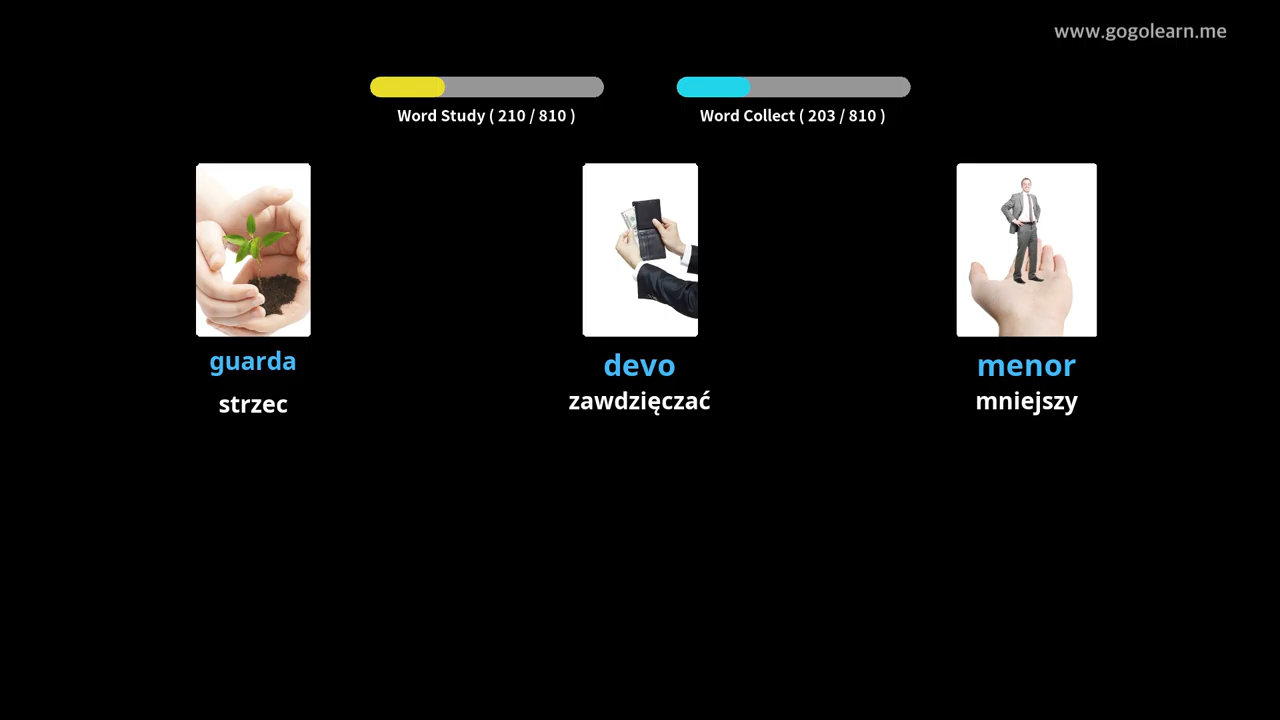 www.gogolearn.me
Word Study ( 210 / 810 )
Word Collect ( 203 / 810 )
guarda
strzec
devo
zawdzięczać
menor
mniejszy